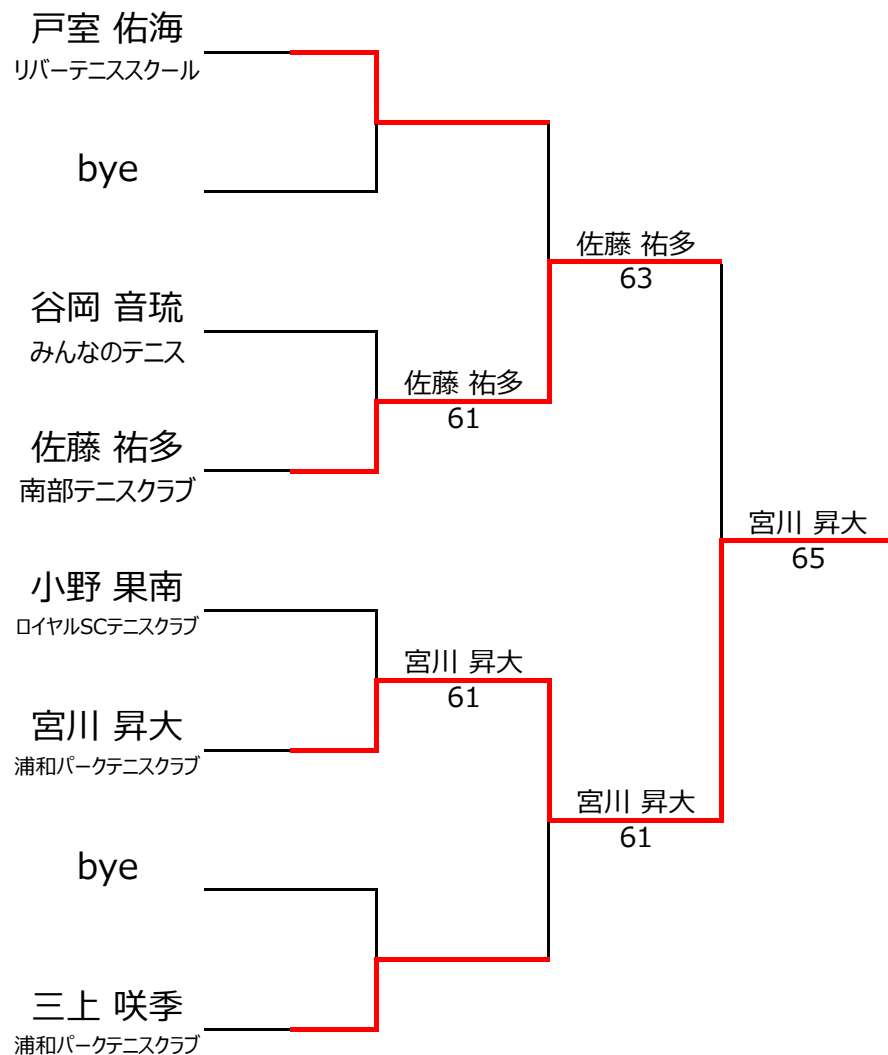 戸室 佑海
リバーテニススクール
bye
谷岡 音琉
みんなのテニス
佐藤 祐多
南部テニスクラブ
小野 果南
ロイヤルSCテニスクラブ
宮川 昇大
浦和パークテニスクラブ
bye
三上 咲季
浦和パークテニスクラブ
佐藤 祐多
61
宮川 昇大
61
佐藤 祐多
63
宮川 昇大
61
宮川 昇大
65